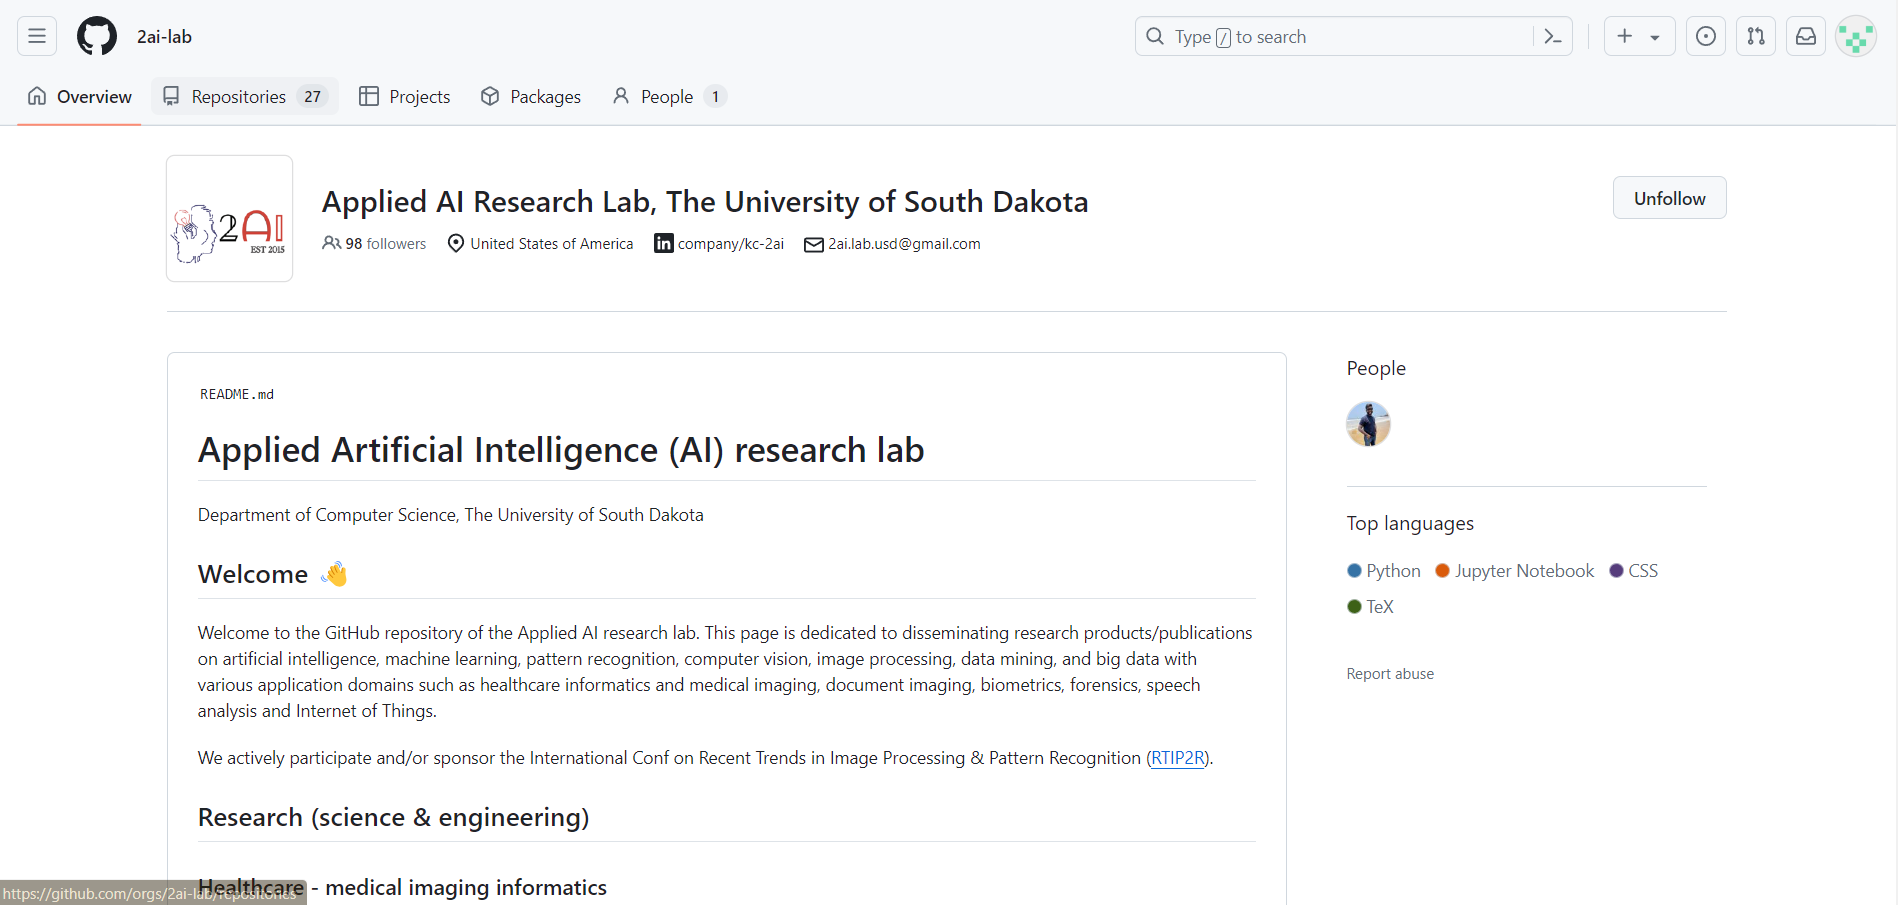 2ai-lab
Type / to search
Overview
Repositories 27
Projects
Packages
People 1
2AI
EST 2015
Applied AI Research Lab, The University of South Dakota
Unfollow
98 followers
United States of America
company/kc-2ai
2ai.lab.usd@gmail.com
README.md
Applied Artificial Intelligence (AI) research lab
Department of Computer Science, The University of South Dakota
Welcome 👋
Welcome to the GitHub repository of the Applied AI research lab. This page is dedicated to disseminating research products/publications
on artificial intelligence, machine learning, pattern recognition, computer vision, image processing, data mining, and big data with
various application domains such as healthcare informatics and medical imaging, document imaging, biometrics, forensics, speech
analysis and Internet of Things.
We actively participate and/or sponsor the International Conf on Recent Trends in Image Processing & Pattern Recognition (RTIP2R).
Research (science & engineering)
Healthcare - medical imaging informatics
People
Top languages
Python
Jupyter Notebook
CSS
TeX
Report abuse
https://github.com/orgs/2ai-lab/repositories